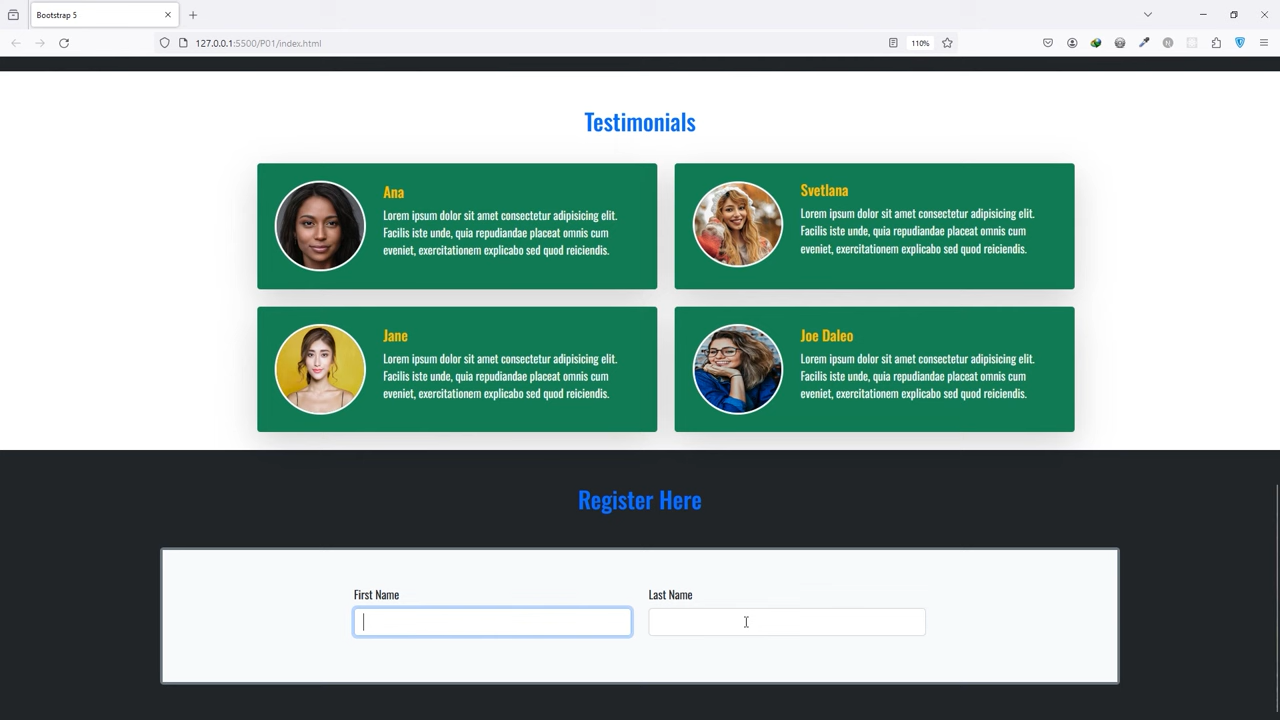 Bootstrap 5
127.0.0.1:5500/P01/index.html
110%
Testimonials
Ana
Lorem ipsum dolor sit amet consectetur adipisicing elit.
Facilis iste unde, quia repudiandae placeat omnis cum
eveniet, exercitationem explicabo sed quod reiciendis.
Svetlana
Lorem ipsum dolor sit amet consectetur adipisicing elit.
Facilis iste unde, quia repudiandae placeat omnis cum
eveniet, exercitationem explicabo sed quod reiciendis.
Jane
Lorem ipsum dolor sit amet consectetur adipisicing elit.
Facilis iste unde, quia repudiandae placeat omnis cum
eveniet, exercitationem explicabo sed quod reiciendis.
Joe Daleo
Lorem ipsum dolor sit amet consectetur adipisicing elit.
Facilis iste unde, quia repudiandae placeat omnis cum
eveniet, exercitationem explicabo sed quod reiciendis.
Register Here
First Name
Last Name